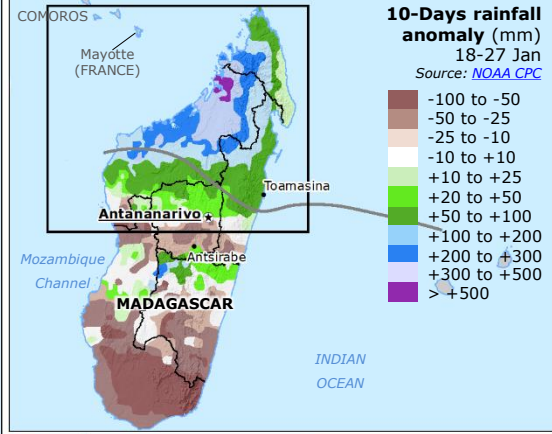 COMOROS
Mayotte
(FRANCE)
10-Days rainfall
anomaly (mm)
18-27 Jan
Source: NOAA CPC
-100 to -50
-50 to -25
-25 to -10
-10 to +10
+10 to +25
+20 to +50
+50 to +100
+100 to +200
+200 to +300
+300 to +500
> +500
Toamasina
Antananarivo
Antsirabe
Mozambique
Channel
MADAGASCAR
INDIAN
OCEAN